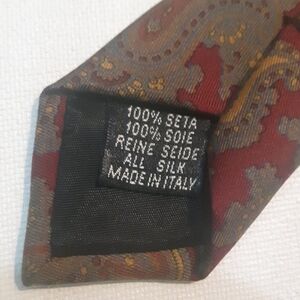 100% SETA
100% SOIE
REINE SEIDE
ALL SILK
MADE IN ITALY